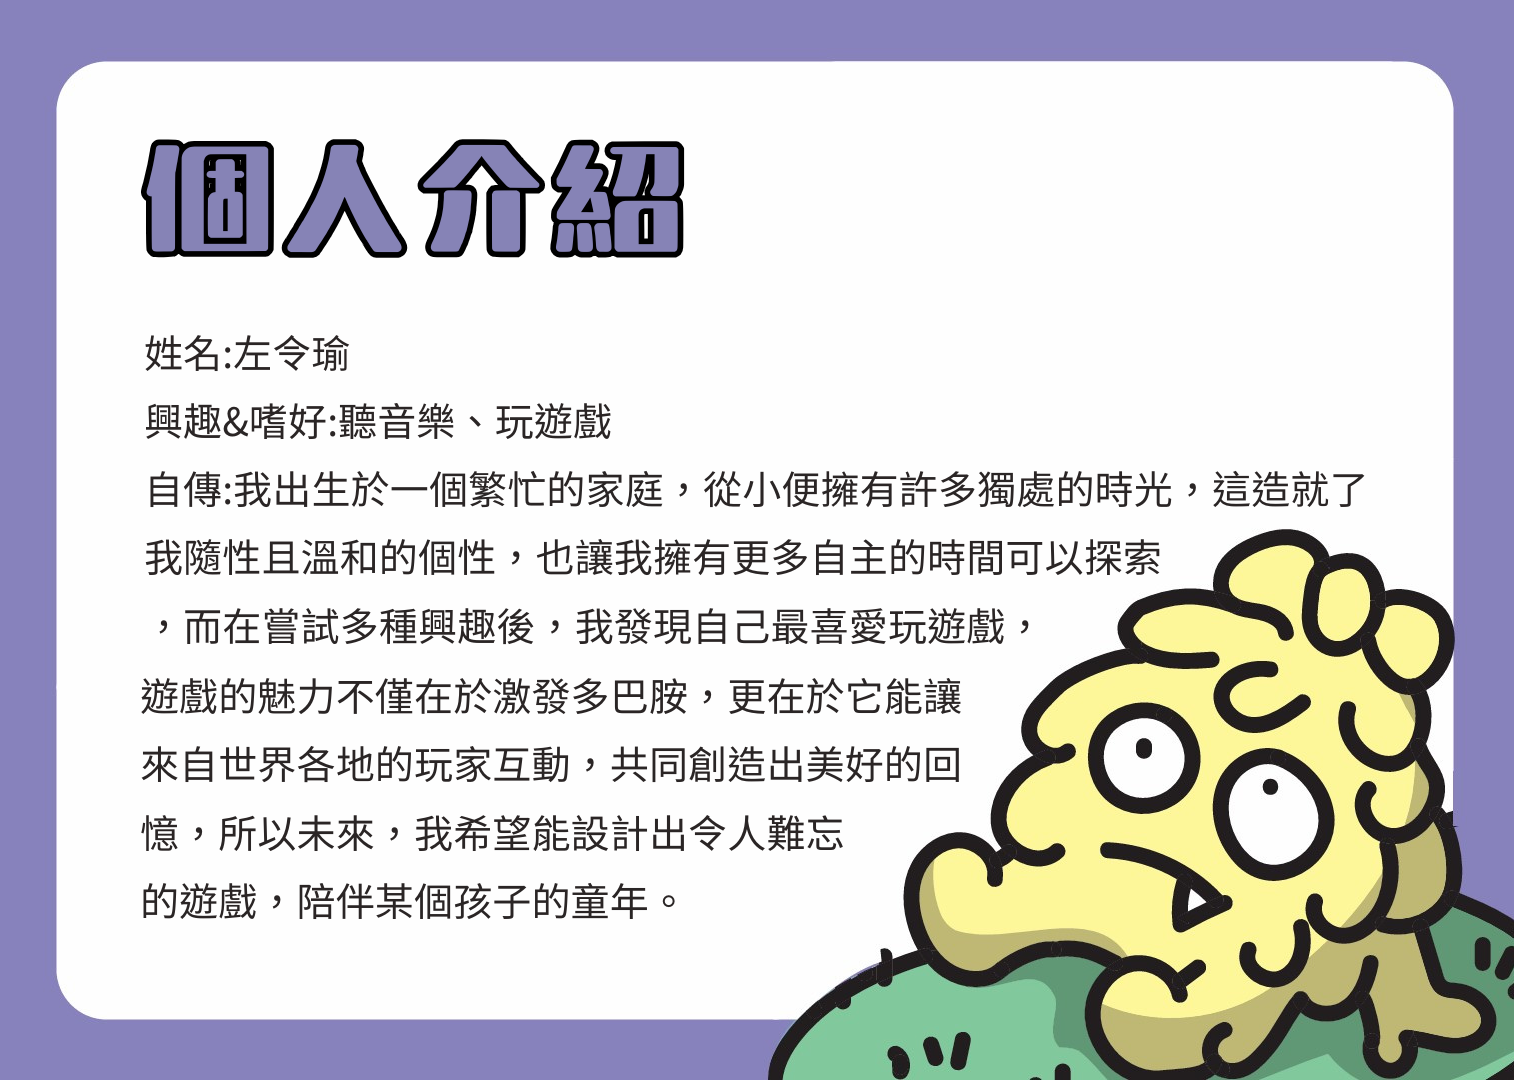 個人介紹
姓名:左令瑜
興趣&嗜好:聽音樂、玩遊戲
自傳:我出生於一個繁忙的家庭，從小便擁有許多獨處的時光，這造就了
我隨性且溫和的個性，也讓我擁有更多自主的時間可以探索
，而在嘗試多種興趣後，我發現自己最喜愛玩遊戲，
遊戲的魅力不僅在於激發多巴胺，更在於它能讓
來自世界各地的玩家互動，共同創造出美好的回
憶，所以未來，我希望能設計出令人難忘
的遊戲，陪伴某個孩子的童年。